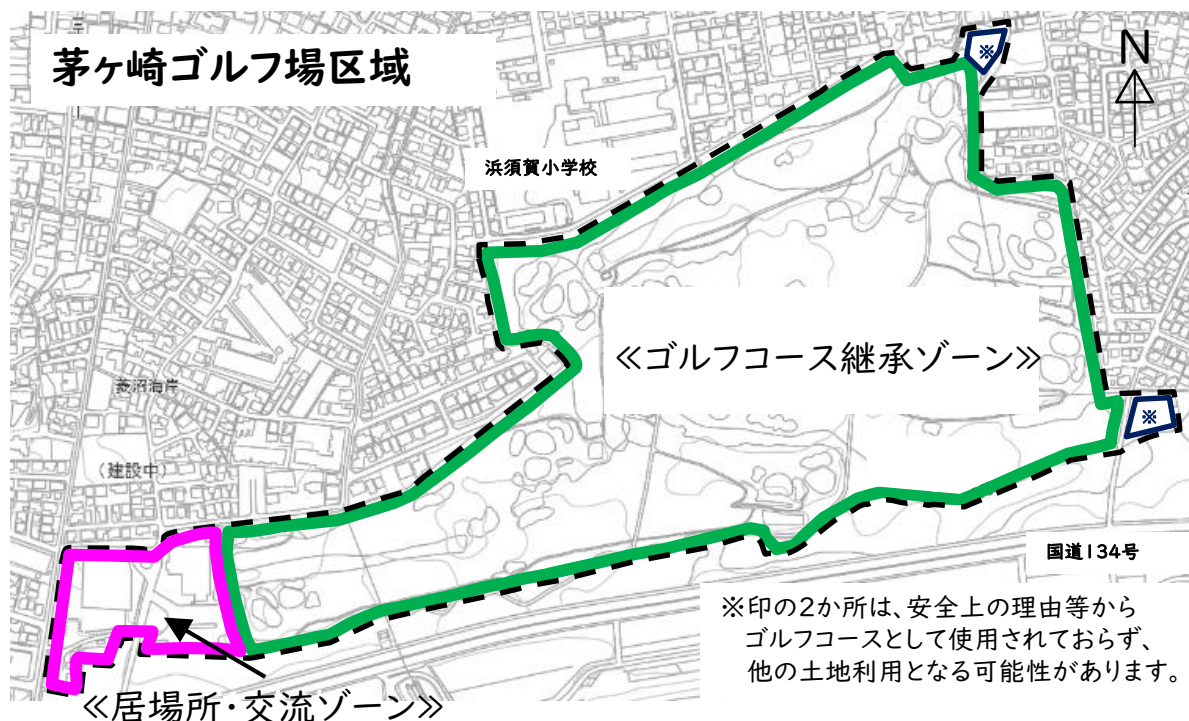 茅ヶ崎ゴルフ場区域
※
N
浜須賀小学校
≪ゴルフコース継承ゾーン≫
菱沼海岸
※
(建設中)
国道134号
※印の2か所は、安全上の理由等から
ゴルフコースとして使用されておらず、
他の土地利用となる可能性があります。
≪居場所・交流ゾーン≫